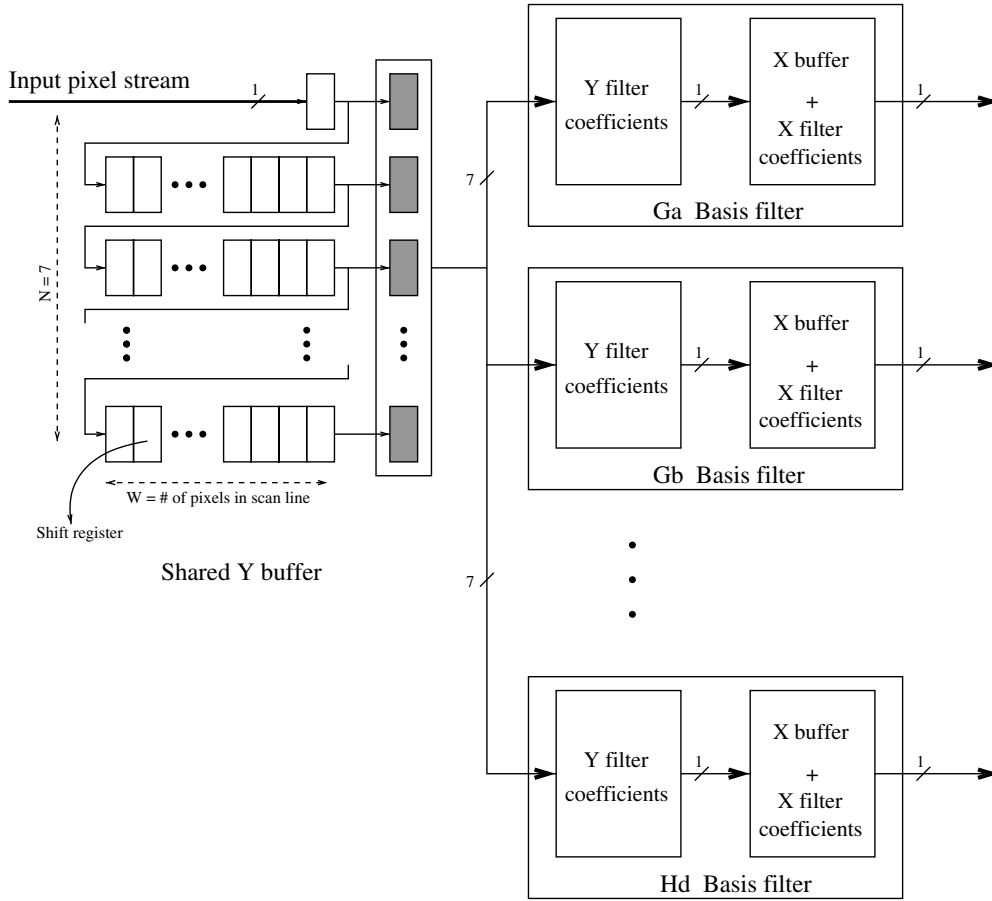 Input pixel stream
1
N = 7
W = # of pixels in scan line
Shift register
Shared Y buffer
7
7
Y filter
coefficients
1
X buffer
+
X filter
coefficients
1
Ga Basis filter
Y filter
coefficients
1
X buffer
+
X filter
coefficients
1
Gb Basis filter
Y filter
coefficients
1
X buffer
+
X filter
coefficients
1
Hd Basis filter